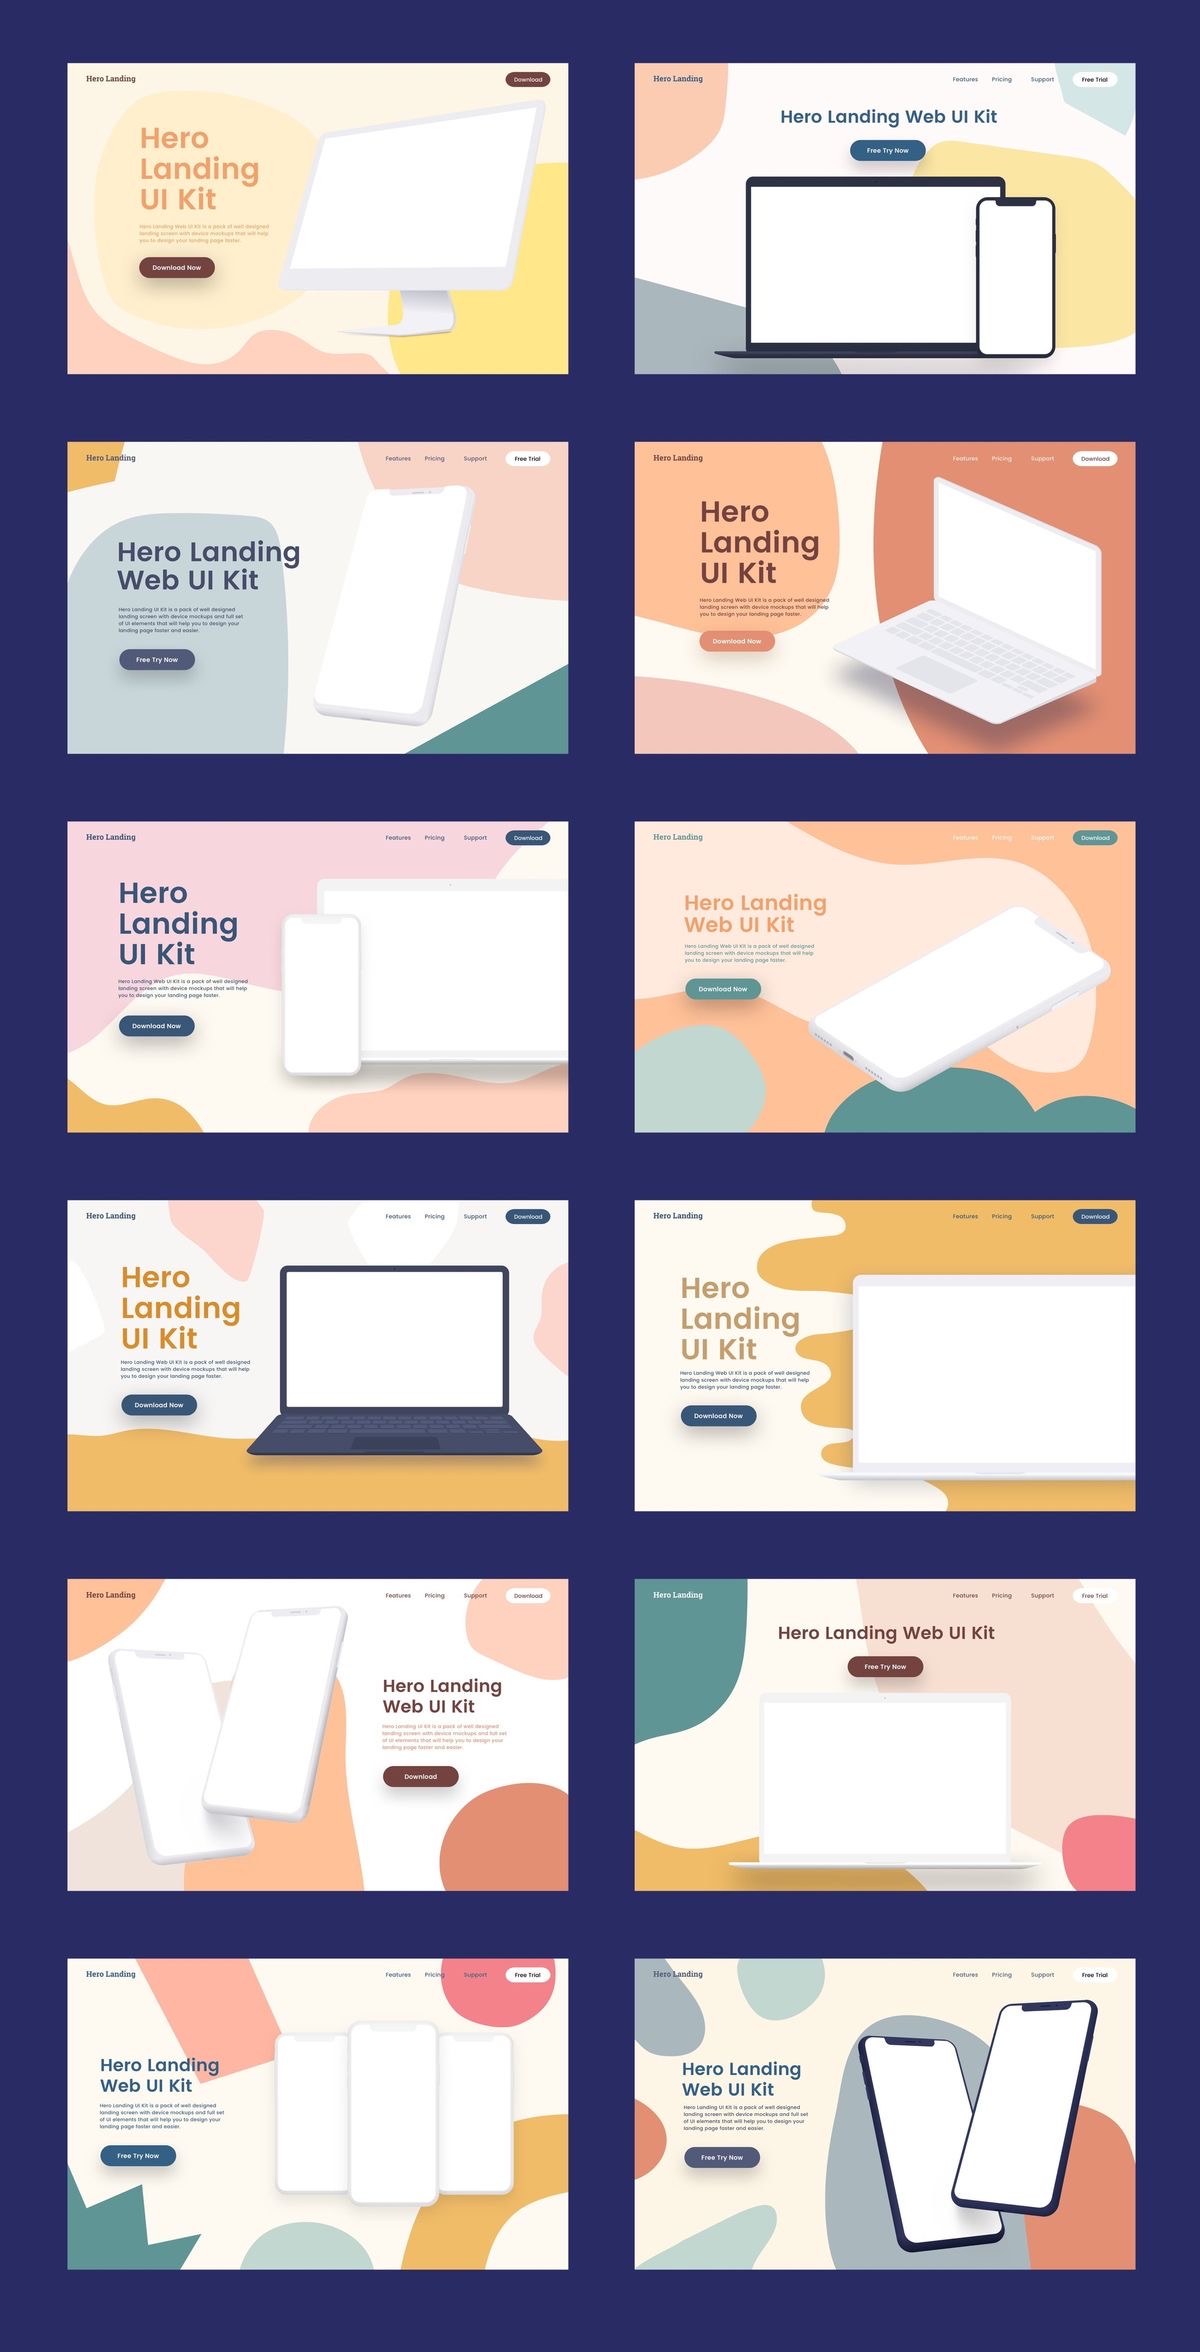 Hero Landing
Download
Hero
Landing
UI Kit
Hero Landing Web UI Kit is a pack of well designed
landing screen with device mockups that will help
you to design your landing page faster.
Download Now
Hero Landing
Features Pricing Support Free Trial
Hero Landing Web UI Kit
Free Try Now
Hero Landing
Features Pricing Support Free Trial
Hero Landing
Web UI Kit
Hero Landing UI Kit is a pack of well designed
landing screen with device mockups and full set
of UI elements that will help you to design your
landing page faster and easier.
Free Try Now
Hero Landing
Features Pricing Support Download
Hero
Landing
UI Kit
Hero Landing Web UI Kit is a pack of well designed
landing screen with device mockups that will help
you to design your landing page faster.
Download Now
Hero Landing
Features Pricing Support Download
Hero
Landing
UI Kit
Hero Landing Web UI Kit is a pack of well designed
landing screen with device mockups that will help
you to design your landing page faster.
Download Now
Hero Landing
Features Pricing Support Download
Hero Landing
Web UI Kit
Hero Landing Web UI Kit is a pack of well designed
landing screen with device mockups that will help
you to design your landing page faster.
Download Now
Hero Landing
Features Pricing Support Download
Hero
Landing
UI Kit
Hero Landing Web UI Kit is a pack of well designed
landing screen with device mockups that will help
you to design your landing page faster.
Download Now
Hero Landing
Features Pricing Support Download
Hero
Landing
UI Kit
Hero Landing Web UI Kit is a pack of well designed
landing screen with device mockups that will help
you to design your landing page faster.
Download Now
Hero Landing
Features Pricing Support Download
Hero Landing
Web UI Kit
Hero Landing UI Kit is a pack of well designed
landing screen with device mockups and full set
of UI elements that will help you to design your
landing page faster and easier.
Download
Hero Landing
Features Pricing Support Free Trial
Hero Landing Web UI Kit
Free Try Now
Hero Landing
Features Pricing Support Free Trial
Hero Landing
Web UI Kit
Hero Landing UI Kit is a pack of well designed
landing screen with device mockups and full set
of UI elements that will help you to design your
landing page faster and easier.
Free Try Now
Hero Landing
Features Pricing Support Free Trial
Hero Landing
Web UI Kit
Hero Landing UI Kit is a pack of well designed
landing screen with device mockups and full set
of UI elements that will help you to design your
landing page faster and easier.
Free Try Now